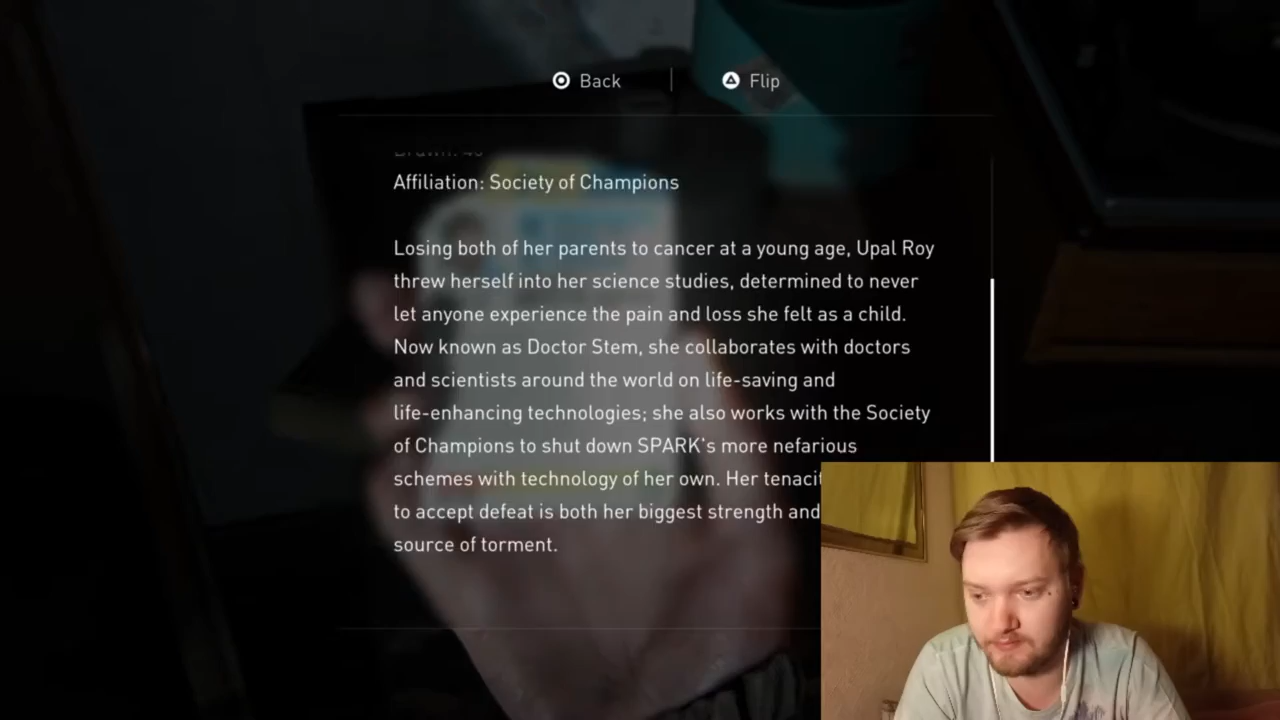 Back
Flip
Affiliation: Society of Champions
Losing both of her parents to cancer at a young age, Upal Roy
threw herself into her science studies, determined to never
let anyone experience the pain and loss she felt as a child.
Now known as Doctor Stem, she collaborates with doctors
and scientists around the world on life-saving and
life-enhancing technologies; she also works with the Society
of Champions to shut down SPARK's more nefarious
schemes with technology of her own. Her
to accept defeat is both her biggest strength and
source of torment.